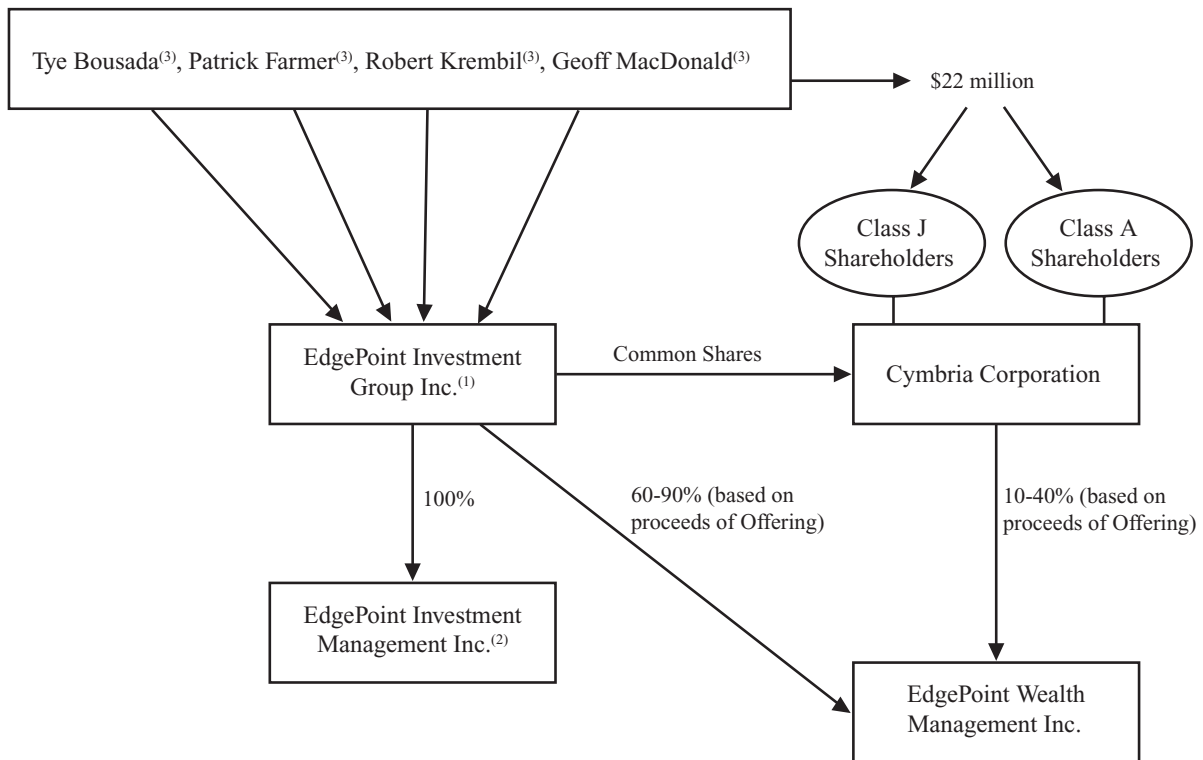 Tye Bousada(3), Patrick Farmer(3), Robert Krembil(3), Geoff MacDonald(3)
$22 million
Class J
Shareholders
Class A
Shareholders
EdgePoint Investment
Group Inc.(1)
Common Shares
Cymbria Corporation
100%
60-90% (based on
proceeds of Offering)
10-40% (based on
proceeds of Offering)
EdgePoint Investment
Management Inc.(2)
EdgePoint Wealth
Management Inc.